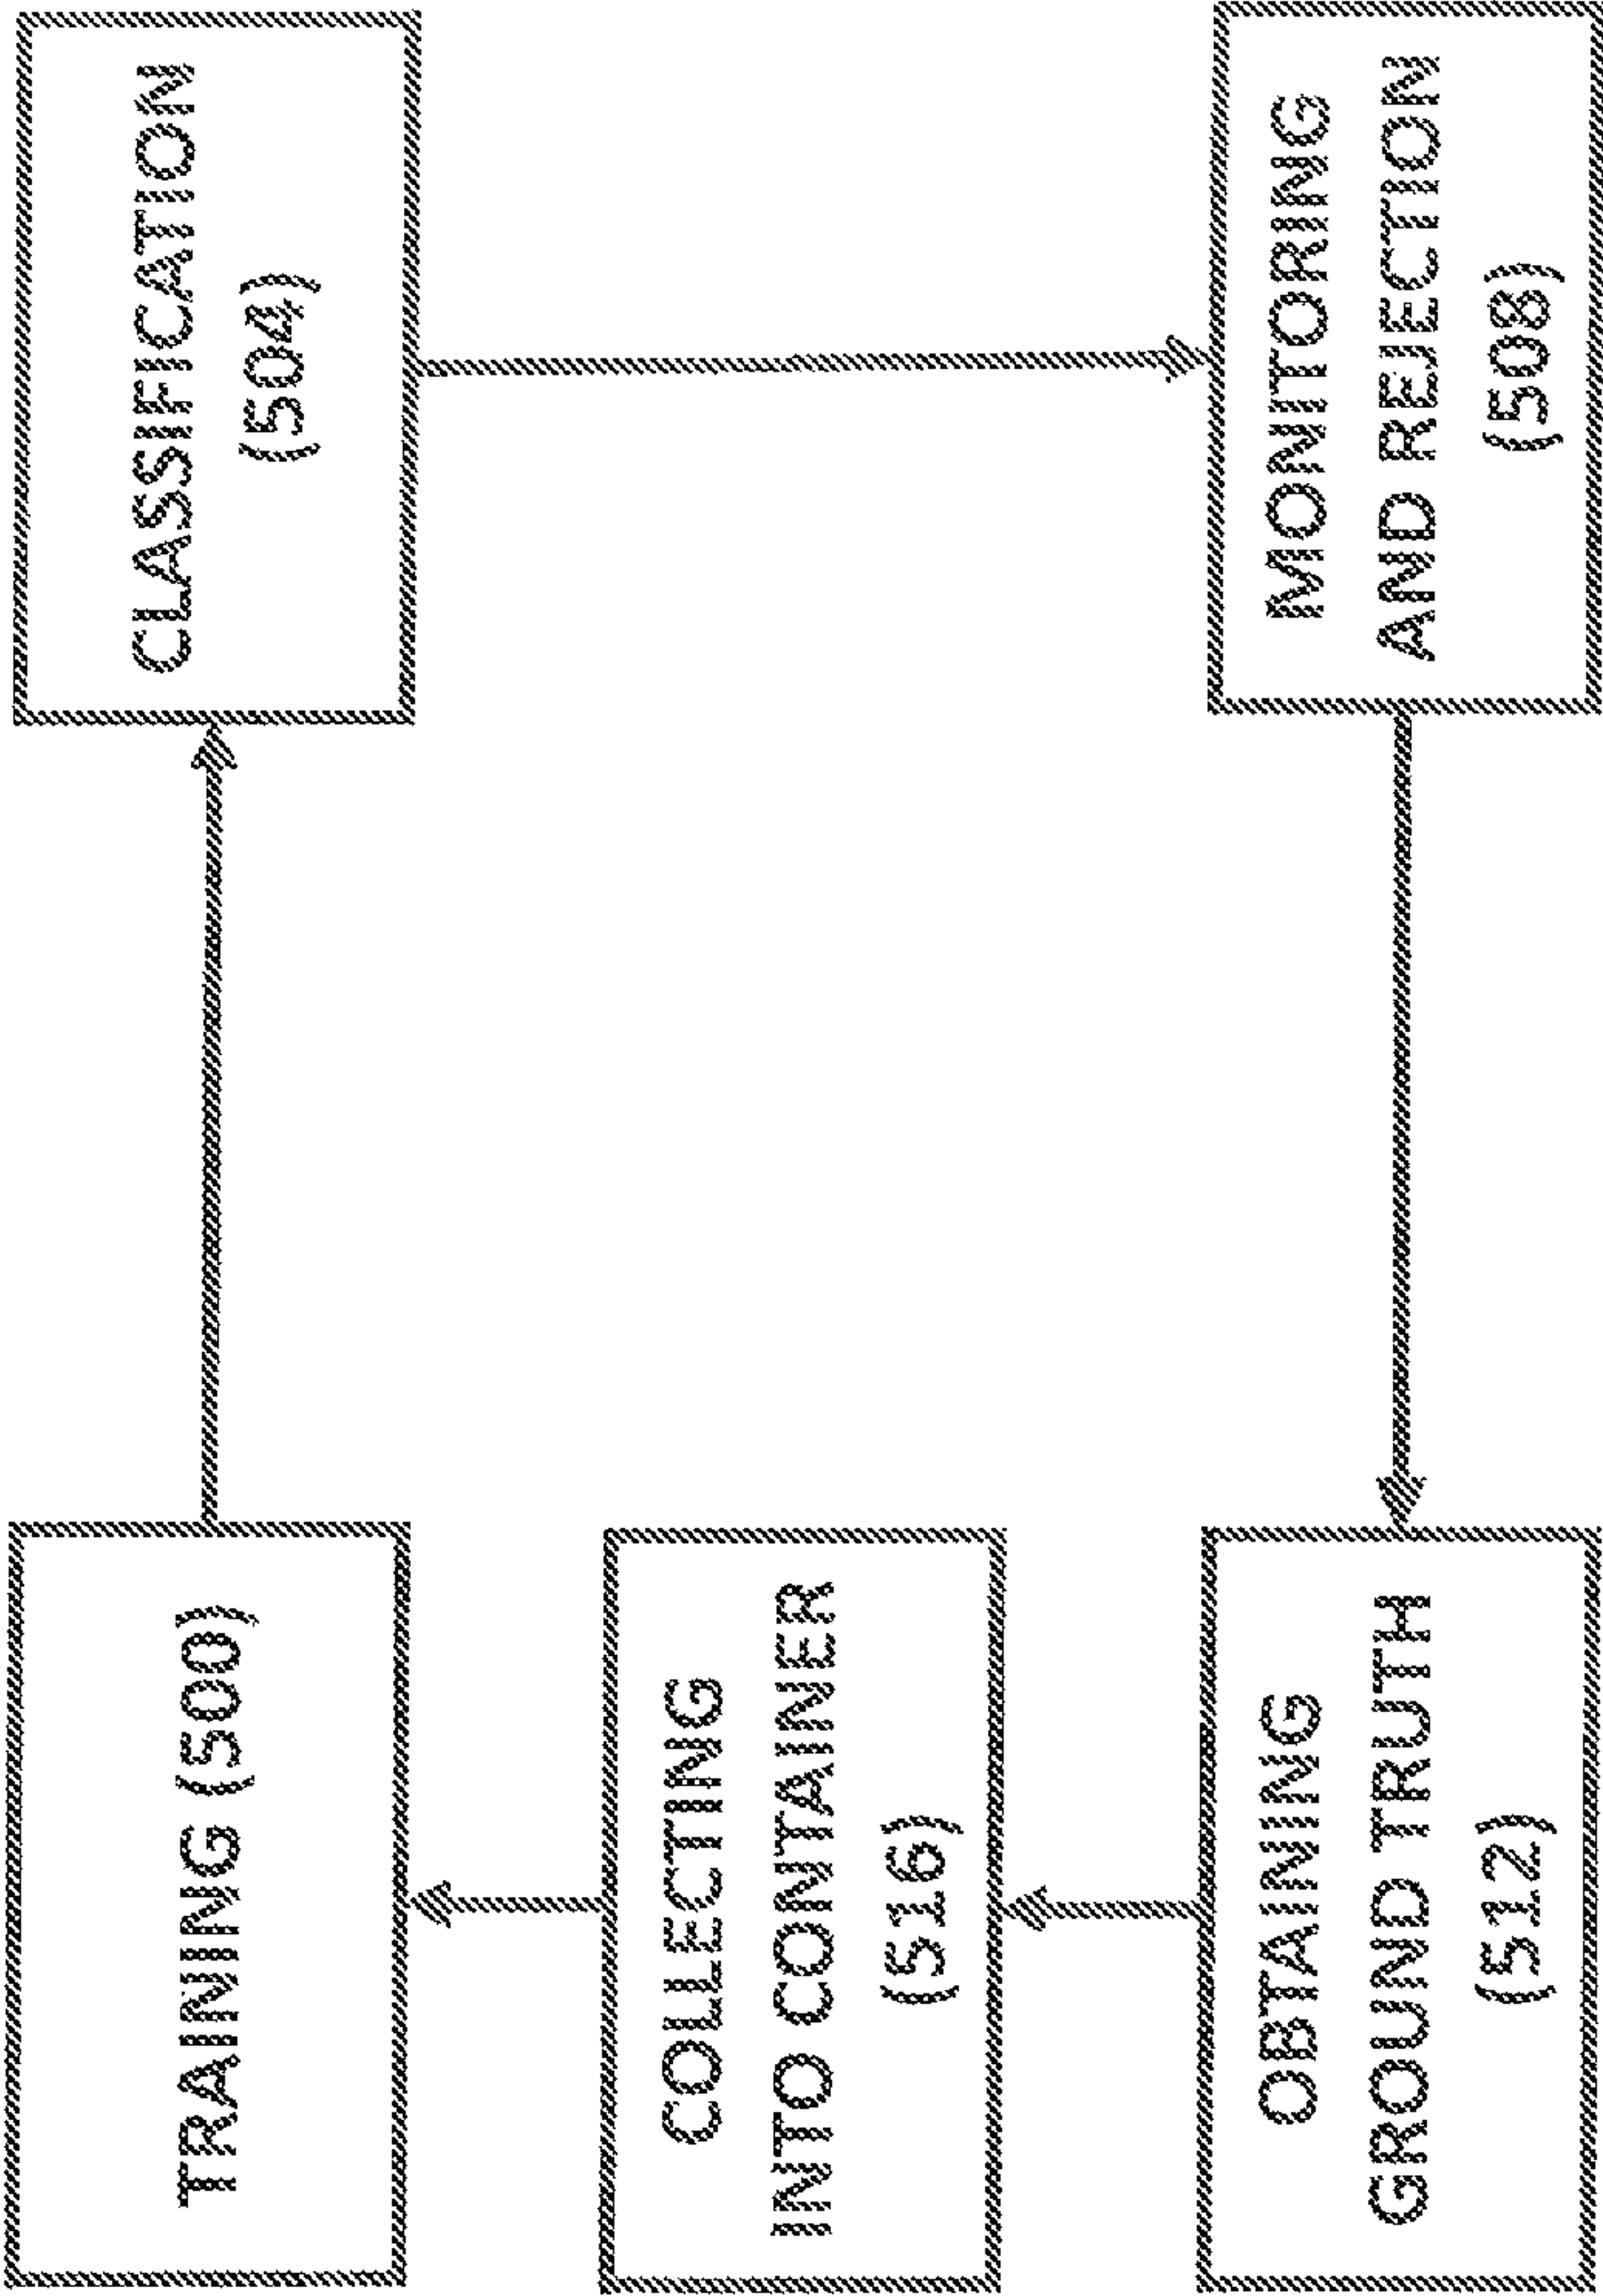 TRAINING (500)
CLASSIFICATION
(504)
COLLECTING
INTO CONTAINER
(516)
OBTAINING
GROUND TRUTH
(512)
MONITORING
AND REJECTION
(508)